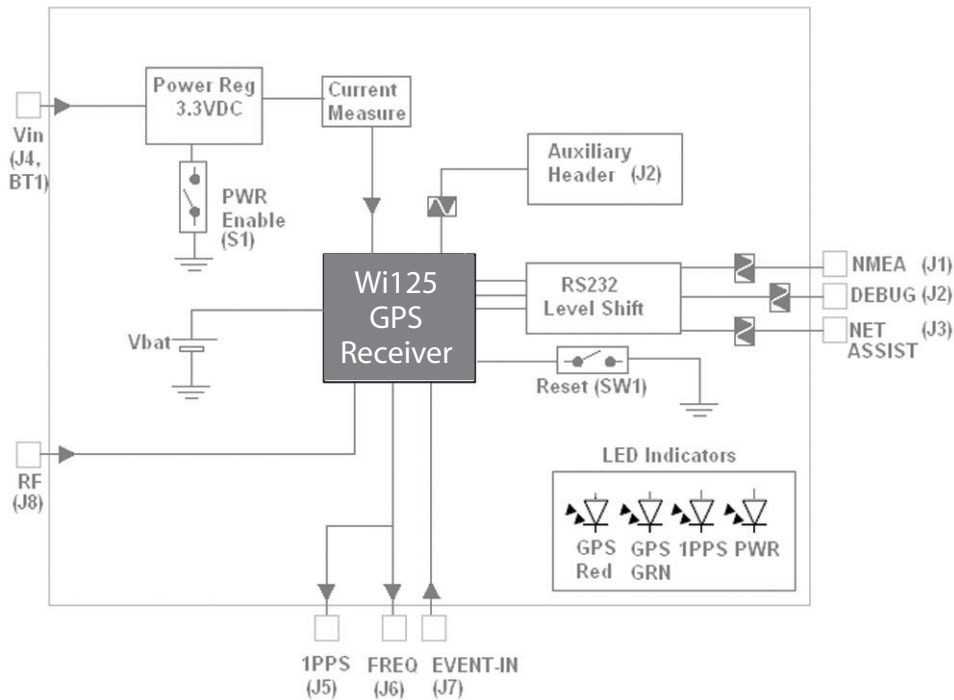 Power Reg
3.3VDC
Current
Measure
Vin
(J4,
BT1)
PWR
Enable
(S1)
Auxiliary
Header (J2)
Wi125
GPS
Receiver
RS232
Level Shift
NMEA (J1)
DEBUG (J2)
NET (J3)
ASSIST
Vbat
Reset (SW1)
RF
(J8)
LED Indicators
GPS
Red
GPS
GRN
1PPS
PWR
1PPS
(J5)
FREQ
(J6)
EVENT-IN
(J7)